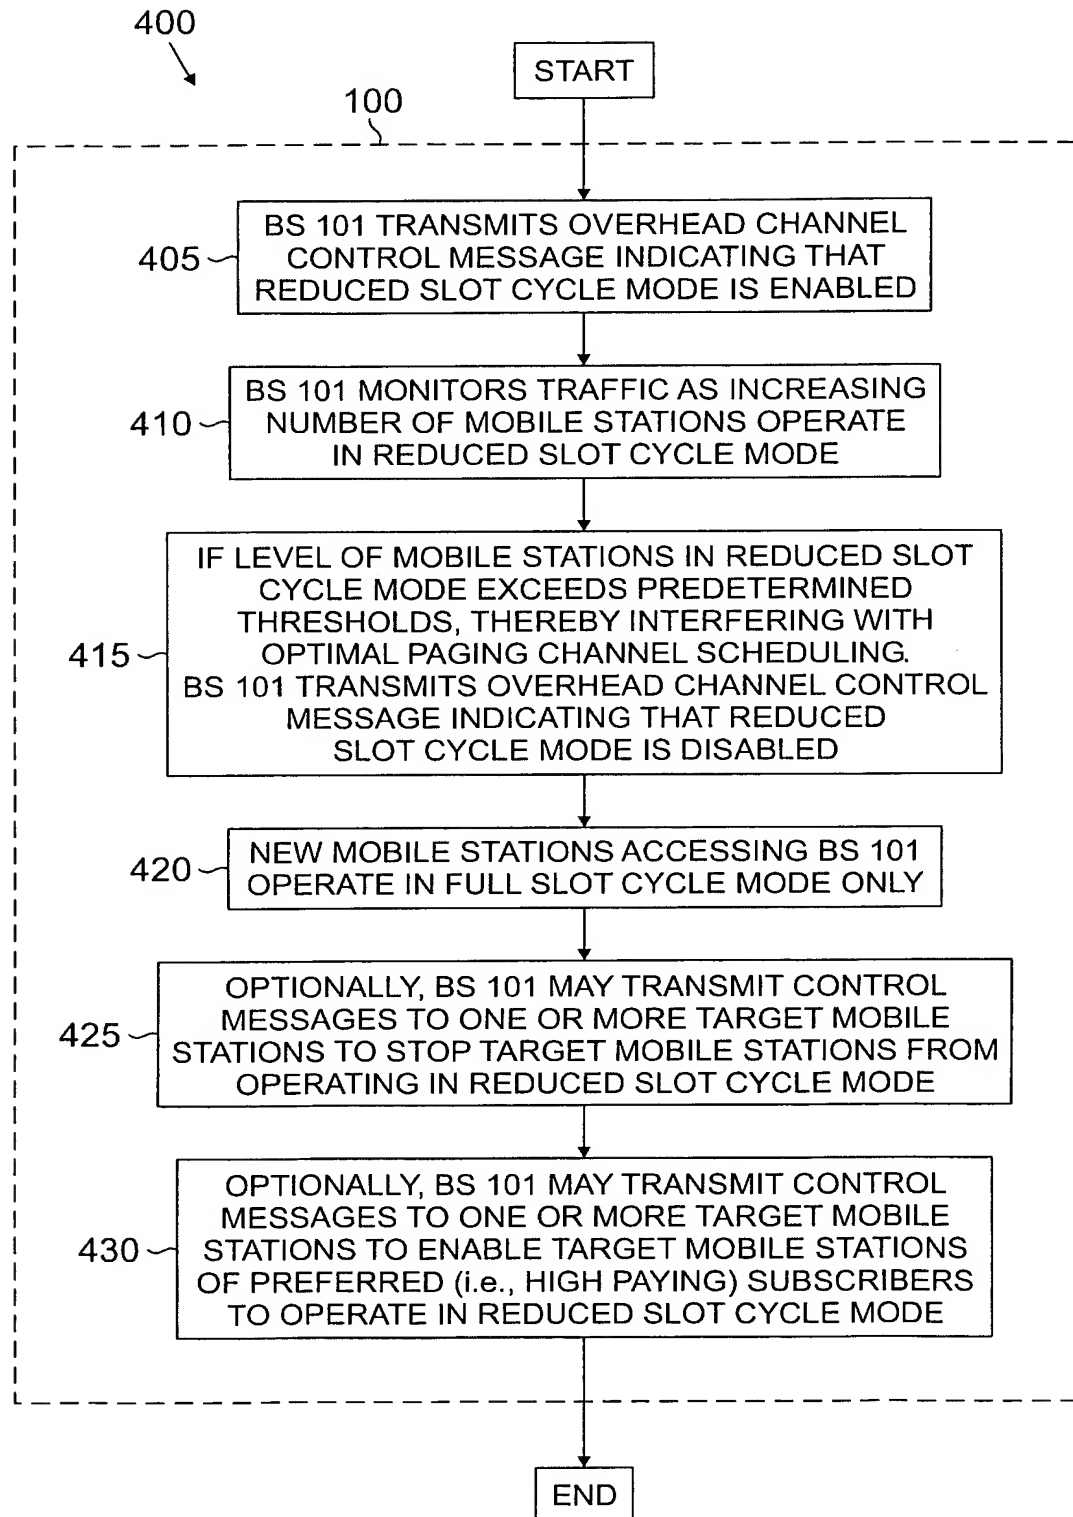 400
START
100
405
BS 101 TRANSMITS OVERHEAD CHANNEL
CONTROL MESSAGE INDICATING THAT
REDUCED SLOT CYCLE MODE IS ENABLED
410
BS 101 MONITORS TRAFFIC AS INCREASING
NUMBER OF MOBILE STATIONS OPERATE
IN REDUCED SLOT CYCLE MODE
415
IF LEVEL OF MOBILE STATIONS IN REDUCED SLOT
CYCLE MODE EXCEEDS PREDETERMINED
THRESHOLDS, THEREBY INTERFERING WITH
OPTIMAL PAGING CHANNEL SCHEDULING.
BS 101 TRANSMITS OVERHEAD CHANNEL CONTROL
MESSAGE INDICATING THAT REDUCED
SLOT CYCLE MODE IS DISABLED
420
NEW MOBILE STATIONS ACCESSING BS 101
OPERATE IN FULL SLOT CYCLE MODE ONLY
425
OPTIONALLY, BS 101 MAY TRANSMIT CONTROL
MESSAGES TO ONE OR MORE TARGET MOBILE
STATIONS TO STOP TARGET MOBILE STATIONS FROM
OPERATING IN REDUCED SLOT CYCLE MODE
430
OPTIONALLY, BS 101 MAY TRANSMIT CONTROL
MESSAGES TO ONE OR MORE TARGET MOBILE
STATIONS TO ENABLE TARGET MOBILE STATIONS
OF PREFERRED (i.e., HIGH PAYING) SUBSCRIBERS
TO OPERATE IN REDUCED SLOT CYCLE MODE
END